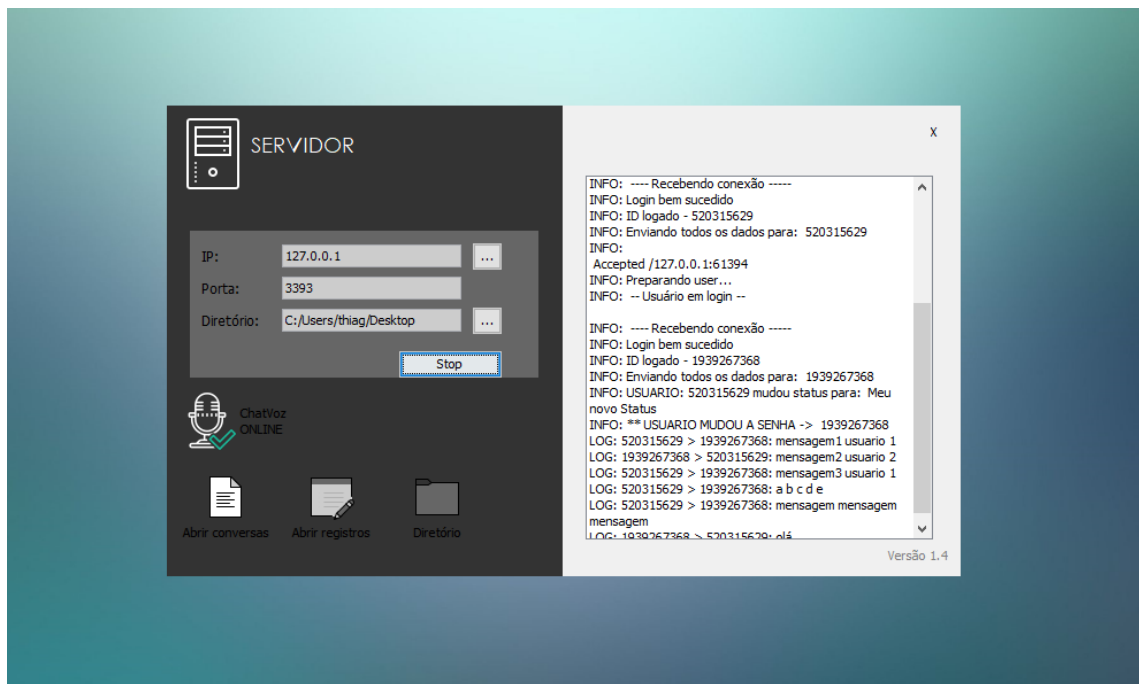 SERVIDOR
IP:
127.0.0.1
...
Porta:
3393
Diretório:
C:/Users/thiag/Desktop
...
Stop
ChatVoz
ONLINE
Abrir conversas
Abrir registros
Diretório
X
INFO: ---- Recebendo conexão -----
INFO: Login bem sucedido
INFO: ID logado - 520315629
INFO: Enviando todos os dados para: 520315629
INFO:
Accepted /127.0.0.1:61394
INFO: Preparando user...
INFO: -- Usuário em login --
INFO: ---- Recebendo conexão -----
INFO: Login bem sucedido
INFO: ID logado - 1939267368
INFO: Enviando todos os dados para: 1939267368
INFO: USUARIO: 520315629 mudou status para: Meu
novo Status
INFO: ** USUARIO MUDOU A SENHA -> 1939267368
LOG: 520315629 > 1939267368: mensagem1 usuario 1
LOG: 1939267368 > 520315629: mensagem2 usuario 2
LOG: 520315629 > 1939267368: mensagem3 usuario 1
LOG: 520315629 > 1939267368: a b c d e
LOG: 520315629 > 1939267368: mensagem mensagem
mensagem
LOG: 1939267368 > 520315629: olá
Versão 1.4